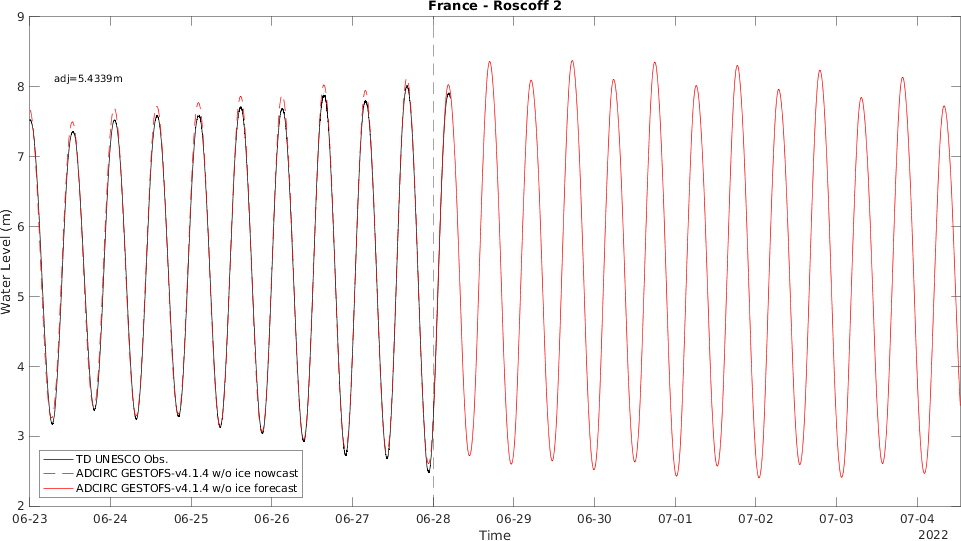 France - Roscoff 2
adj=5.4339m
9
8
7
6
5
4
3
2
Water Level (m)
TD UNESCO Obs.
ADCIRC GESTOFS-v4.1.4 w/o ice nowcast
ADCIRC GESTOFS-v4.1.4 w/o ice forecast
06-23 06-24 06-25 06-26 06-27 06-28 06-29 06-30 07-01 07-02 07-03 07-04
Time
2022